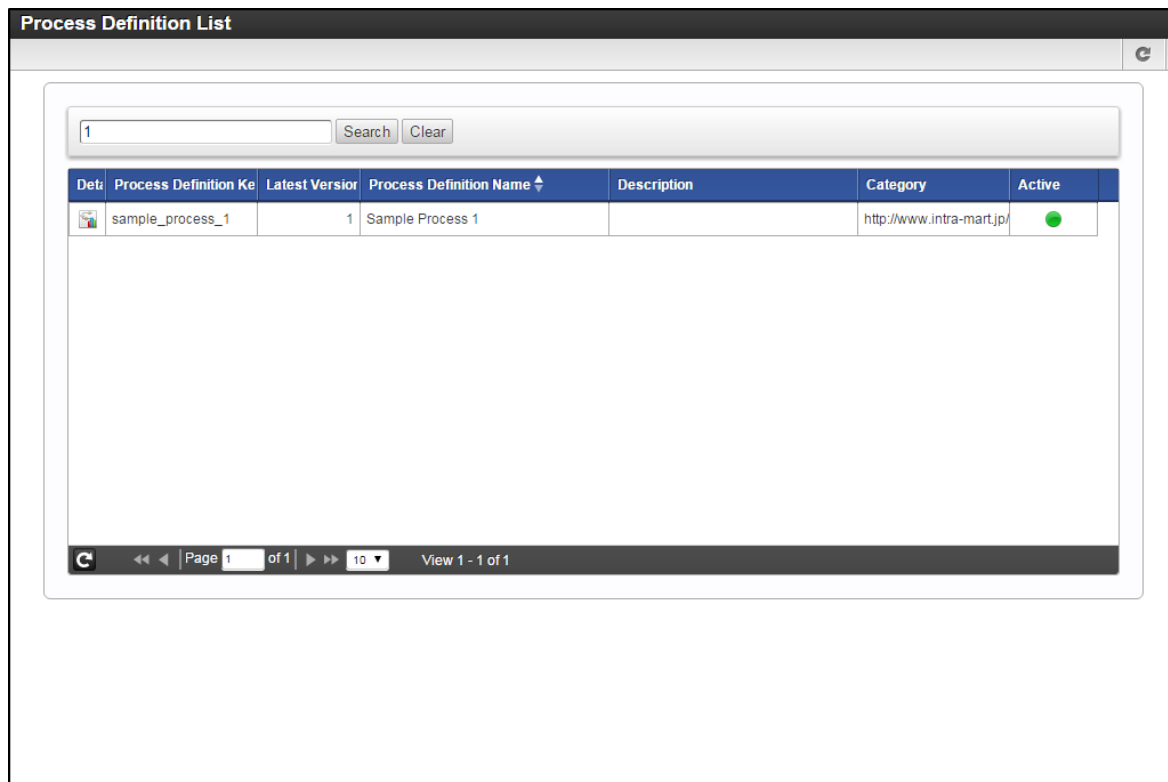 Process Definition List
1 Search Clear
Deta Process Definition Ke Latest Version Process Definition Name Description Category Active
sample_process_1 1 Sample Process 1 http://www.intra-mart.jp/
Page 1 of 1 10 View 1 - 1 of 1